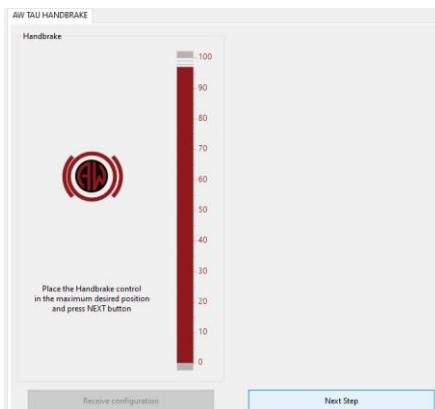 AW TAU HANDBRAKE
Handbrake
100
90
80
70
60
50
40
30
20
10
0
AW
Place the Handbrake control
in the maximum desired position
and press NEXT button
Receive configuration
Next Step